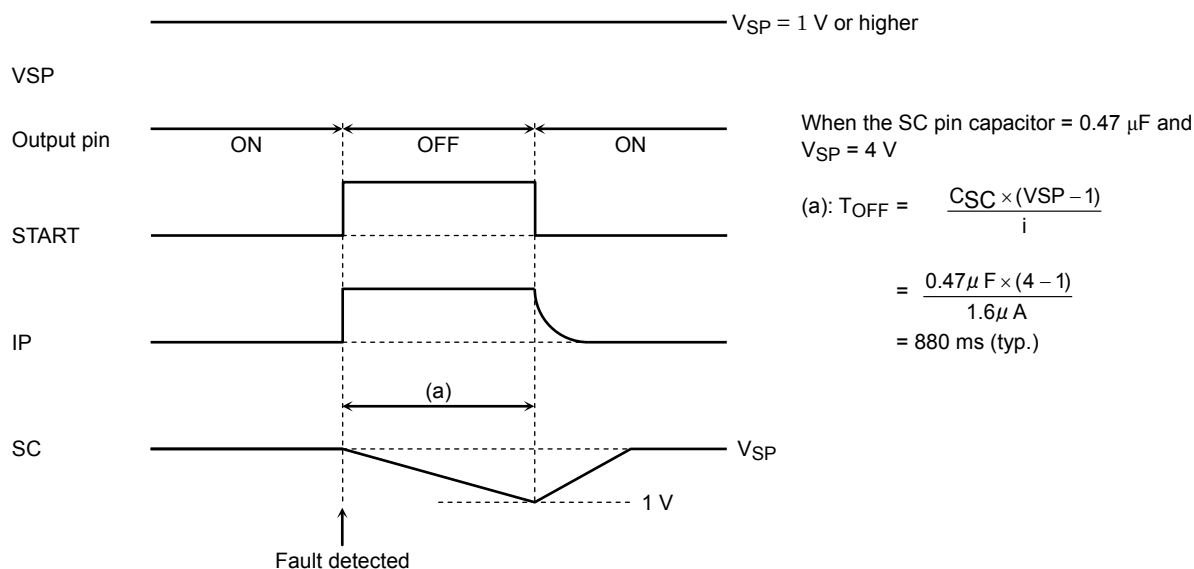 V_SP = 1 V or higher
VSP
Output pin
ON
OFF
ON
START
IP
(a)
SC
V_SP
1 V
Fault detected
When the SC pin capacitor = 0.47 μF and
V_SP = 4 V
(a): T_OFF = C_SC × (VSP − 1) / i
= 0.47μ F × (4 − 1) / 1.6μ A
= 880 ms (typ.)